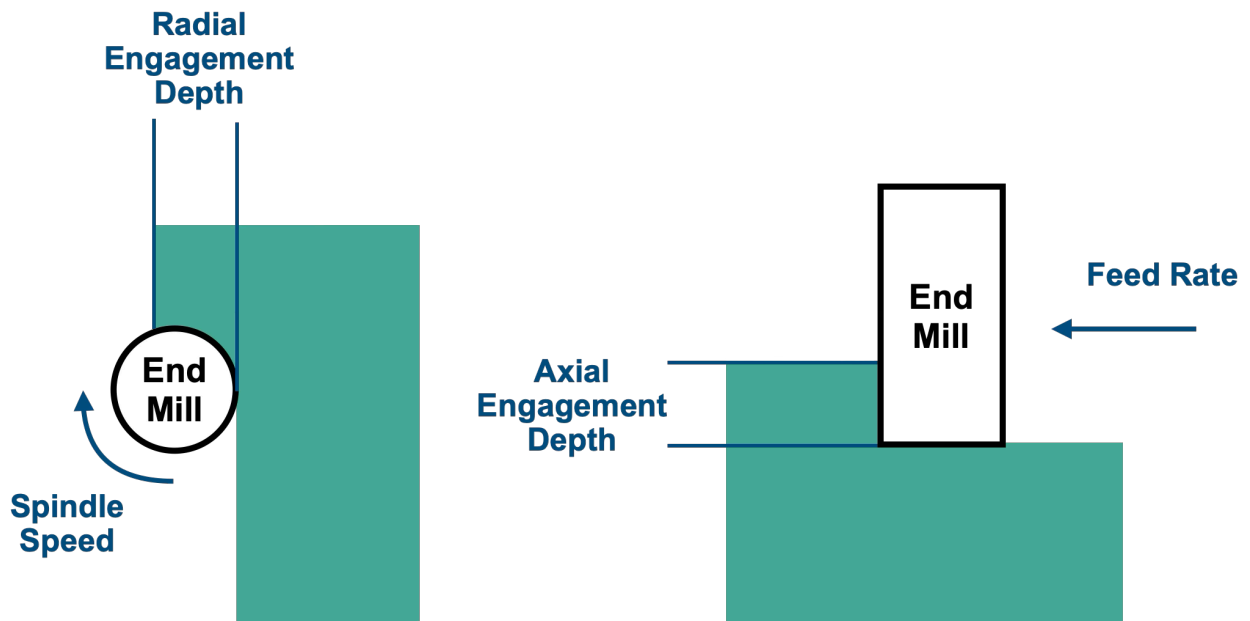 Radial
Engagement
Depth
End
Mill
Spindle
Speed
Axial
Engagement
Depth
End
Mill
Feed Rate